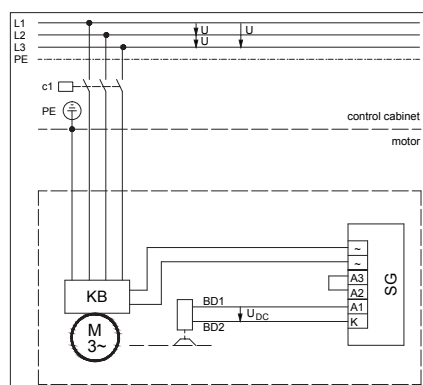 L1
U U
L2
U
L3
PE
c1
PE
control cabinet
motor
~
~
A3
A2
SG
KB
BD1
A1
UDC
K
BD2
M
3~